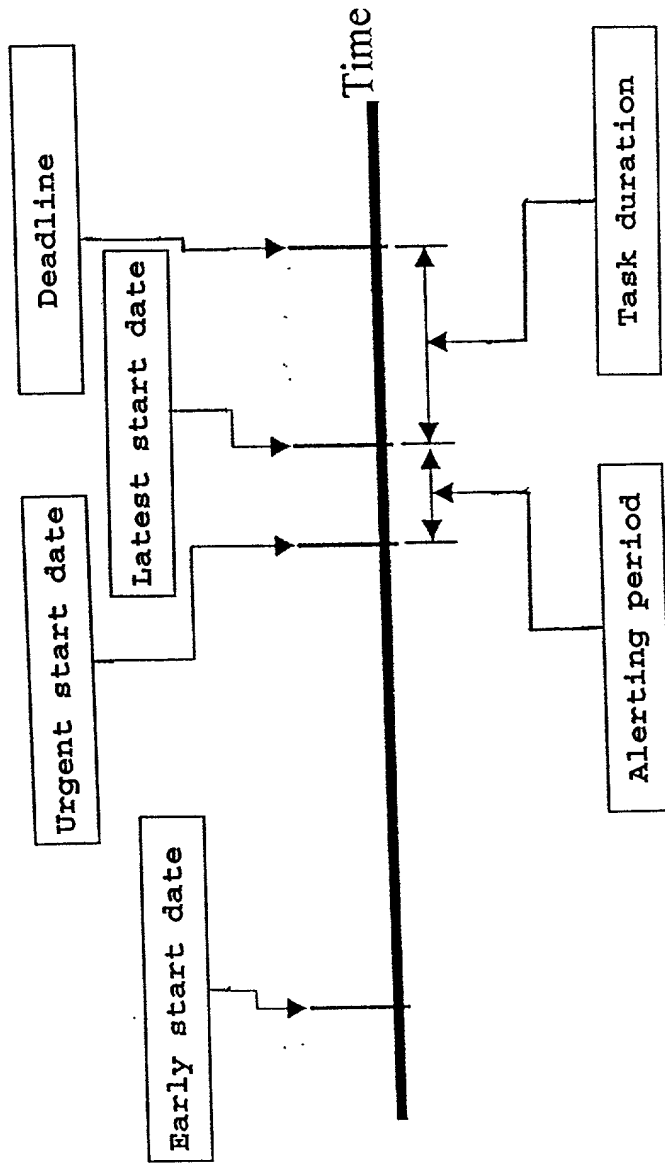 Early start date
Urgent start date
Latest start date
Deadline
Time
Alerting period
Task duration